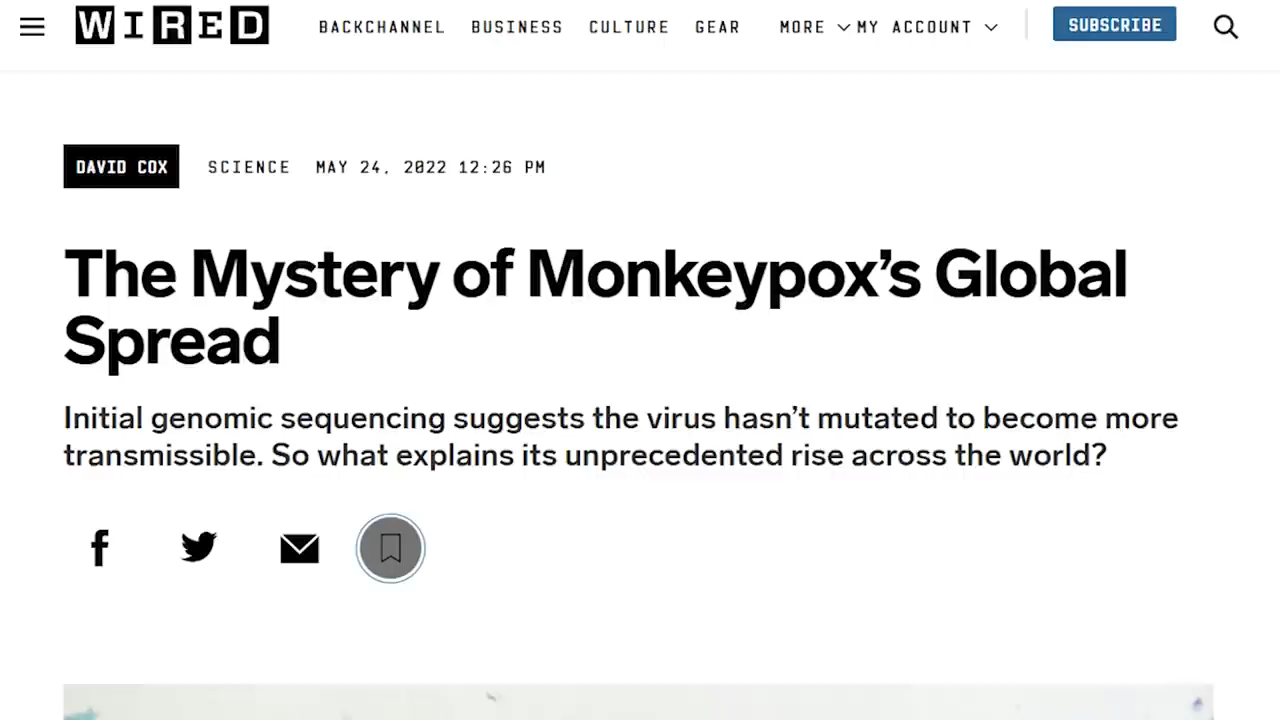 WIRED
BACKCHANNEL BUSINESS CULTURE GEAR MORE MY ACCOUNT SUBSCRIBE
DAVID COX SCIENCE MAY 24, 2022 12:26 PM
The Mystery of Monkeypox’s Global
Spread
Initial genomic sequencing suggests the virus hasn’t mutated to become more
transmissible. So what explains its unprecedented rise across the world?